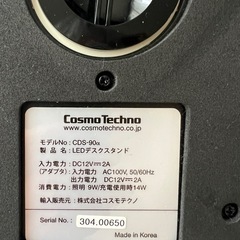 CosmoTechno
www.cosmotechno.co.jp
モデルNo : CDS-90α
製 品 名 : LEDデスクスタンド
入力電力 : DC12V⎓2A
(アダプタ) : 入力電力 AC100V, 50/60Hz
出力電力 DC12V⎓2A
消費電力 : 照明 9W/充電使用時14W
輸入販売元 : 株式会社コスモテクノ
Serial No. : 304.00650
Made in Korea